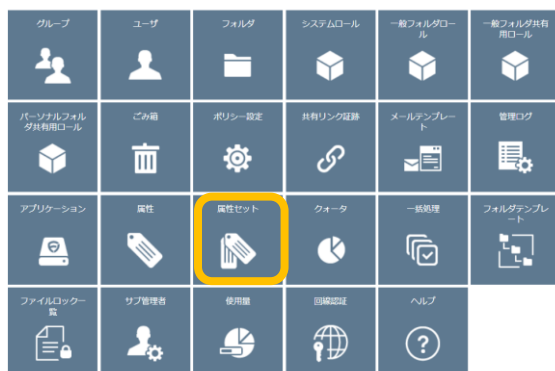 グループ
ユーザ
フォルダ
システムロール
一般フォルダロー
ル
一般フォルダ共有
用ロール
パーソナルフォル
ダ共有用ロール
ごみ箱
ポリシー設定
共有リンク証跡
メールテンプレー
ト
管理ログ
アプリケーション
属性
属性セット
クォータ
一括処理
フォルダテンプレ
ート
ファイルロック一
覧
サブ管理者
使用量
回線認証
ヘルプ